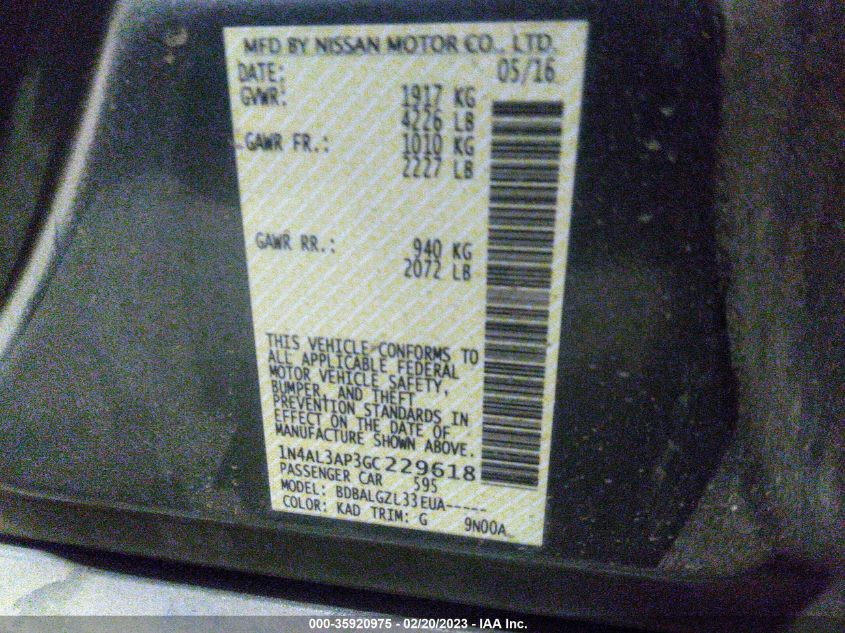 MFD BY NISSAN MOTOR CO., LTD.
DATE: 05/16
GVWR: 1917 KG
4226 LB
GAWR FR.: 1010 KG
2227 LB
GAWR RR.: 940 KG
2072 LB
THIS VEHICLE CONFORMS TO
ALL APPLICABLE FEDERAL
MOTOR VEHICLE SAFETY,
BUMPER, AND THEFT
PREVENTION STANDARDS IN
EFFECT ON THE DATE OF
MANUFACTURE SHOWN ABOVE.
1N4AL3AP3GC229618
PASSENGER CAR 595
MODEL: BDBALGZL33EUA-----
COLOR: KAD TRIM: G 9N00A
000-35920975 - 02/20/2023 - IAA Inc.